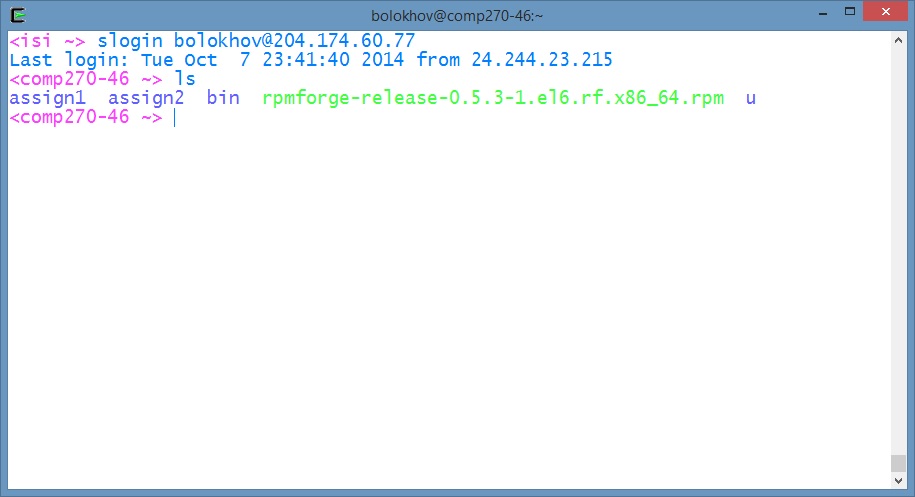 bolokhov@comp270-46:~
<isi ~> slogin bolokhov@204.174.60.77
Last login: Tue Oct  7 23:41:40 2014 from 24.244.23.215
<comp270-46 ~> ls
assign1  assign2  bin  rpmforge-release-0.5.3-1.el6.rf.x86_64.rpm  u
<comp270-46 ~>